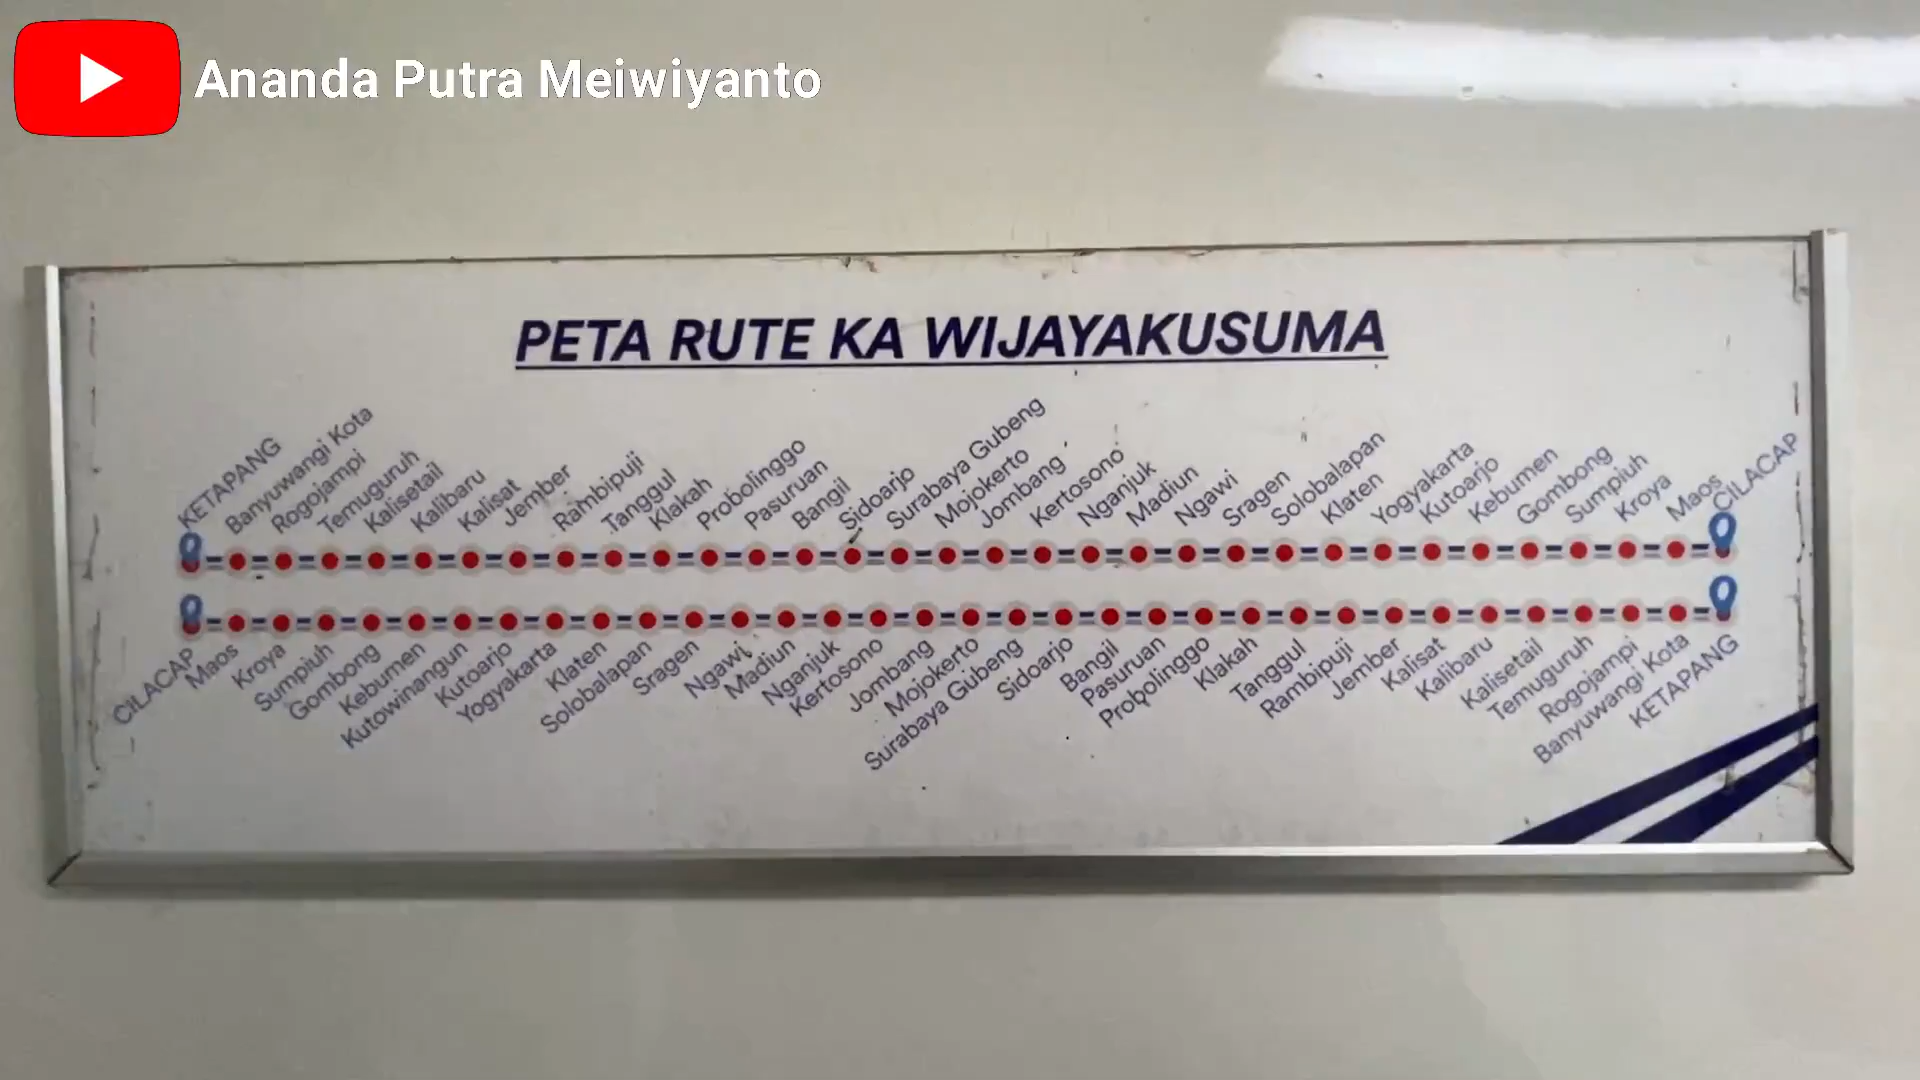 Ananda Putra Meiwiyanto
PETA RUTE KA WIJAYAKUSUMA
KETAPANG
Banyuwangi Kota
Rogojampi
Temuguruh
Kalisetail
Kalibaru
Kalisat
Jember
Rambipuji
Tanggul
Klakah
Probolinggo
Pasuruan
Bangil
Sidoarjo
Surabaya Gubeng
Mojokerto
Jombang
Kertosono
Nganjuk
Madiun
Ngawi
Sragen
Solobalapan
Klaten
Yogyakarta
Kutoarjo
Kebumen
Gombong
Sumpiuh
Kroya
Maos
CILACAP
CILACAP
Maos
Kroya
Sumpiuh
Gombong
Kebumen
Kutowinangun
Kutoarjo
Yogyakarta
Klaten
Solobalapan
Sragen
Ngawi
Madiun
Nganjuk
Kertosono
Jombang
Mojokerto
Surabaya Gubeng
Sidoarjo
Bangil
Pasuruan
Probolinggo
Klakah
Tanggul
Rambipuji
Jember
Kalisat
Kalibaru
Kalisetail
Temuguruh
Rogojampi
Banyuwangi Kota
KETAPANG